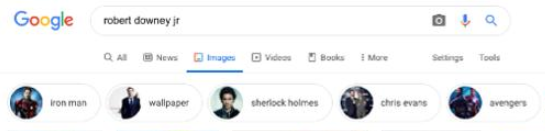 Google robert downey jr
All News Images Videos Books More Settings Tools
iron man wallpaper sherlock holmes chris evans avengers